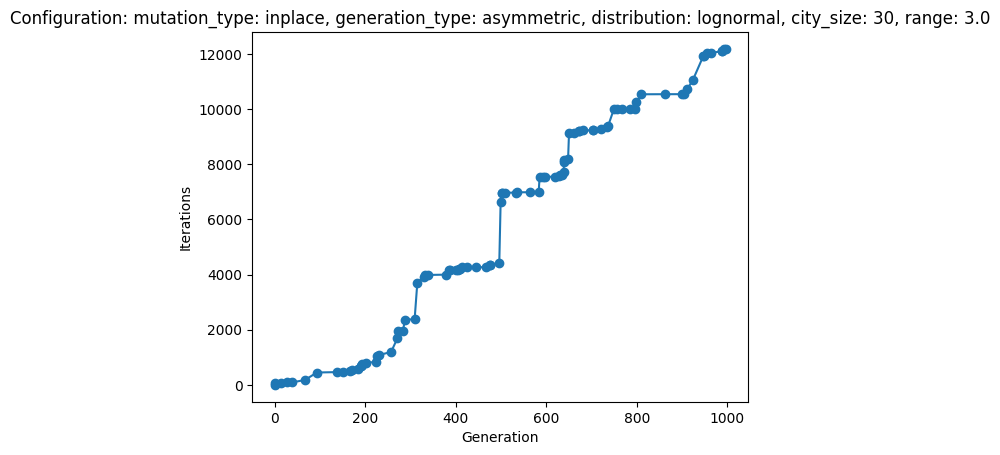 Configuration: mutation_type: inplace, generation_type: asymmetric, distribution: lognormal, city_size: 30, range: 3.0
12000
10000
8000
6000
4000
2000
0
Iterations
0 200 400 600 800 1000
Generation